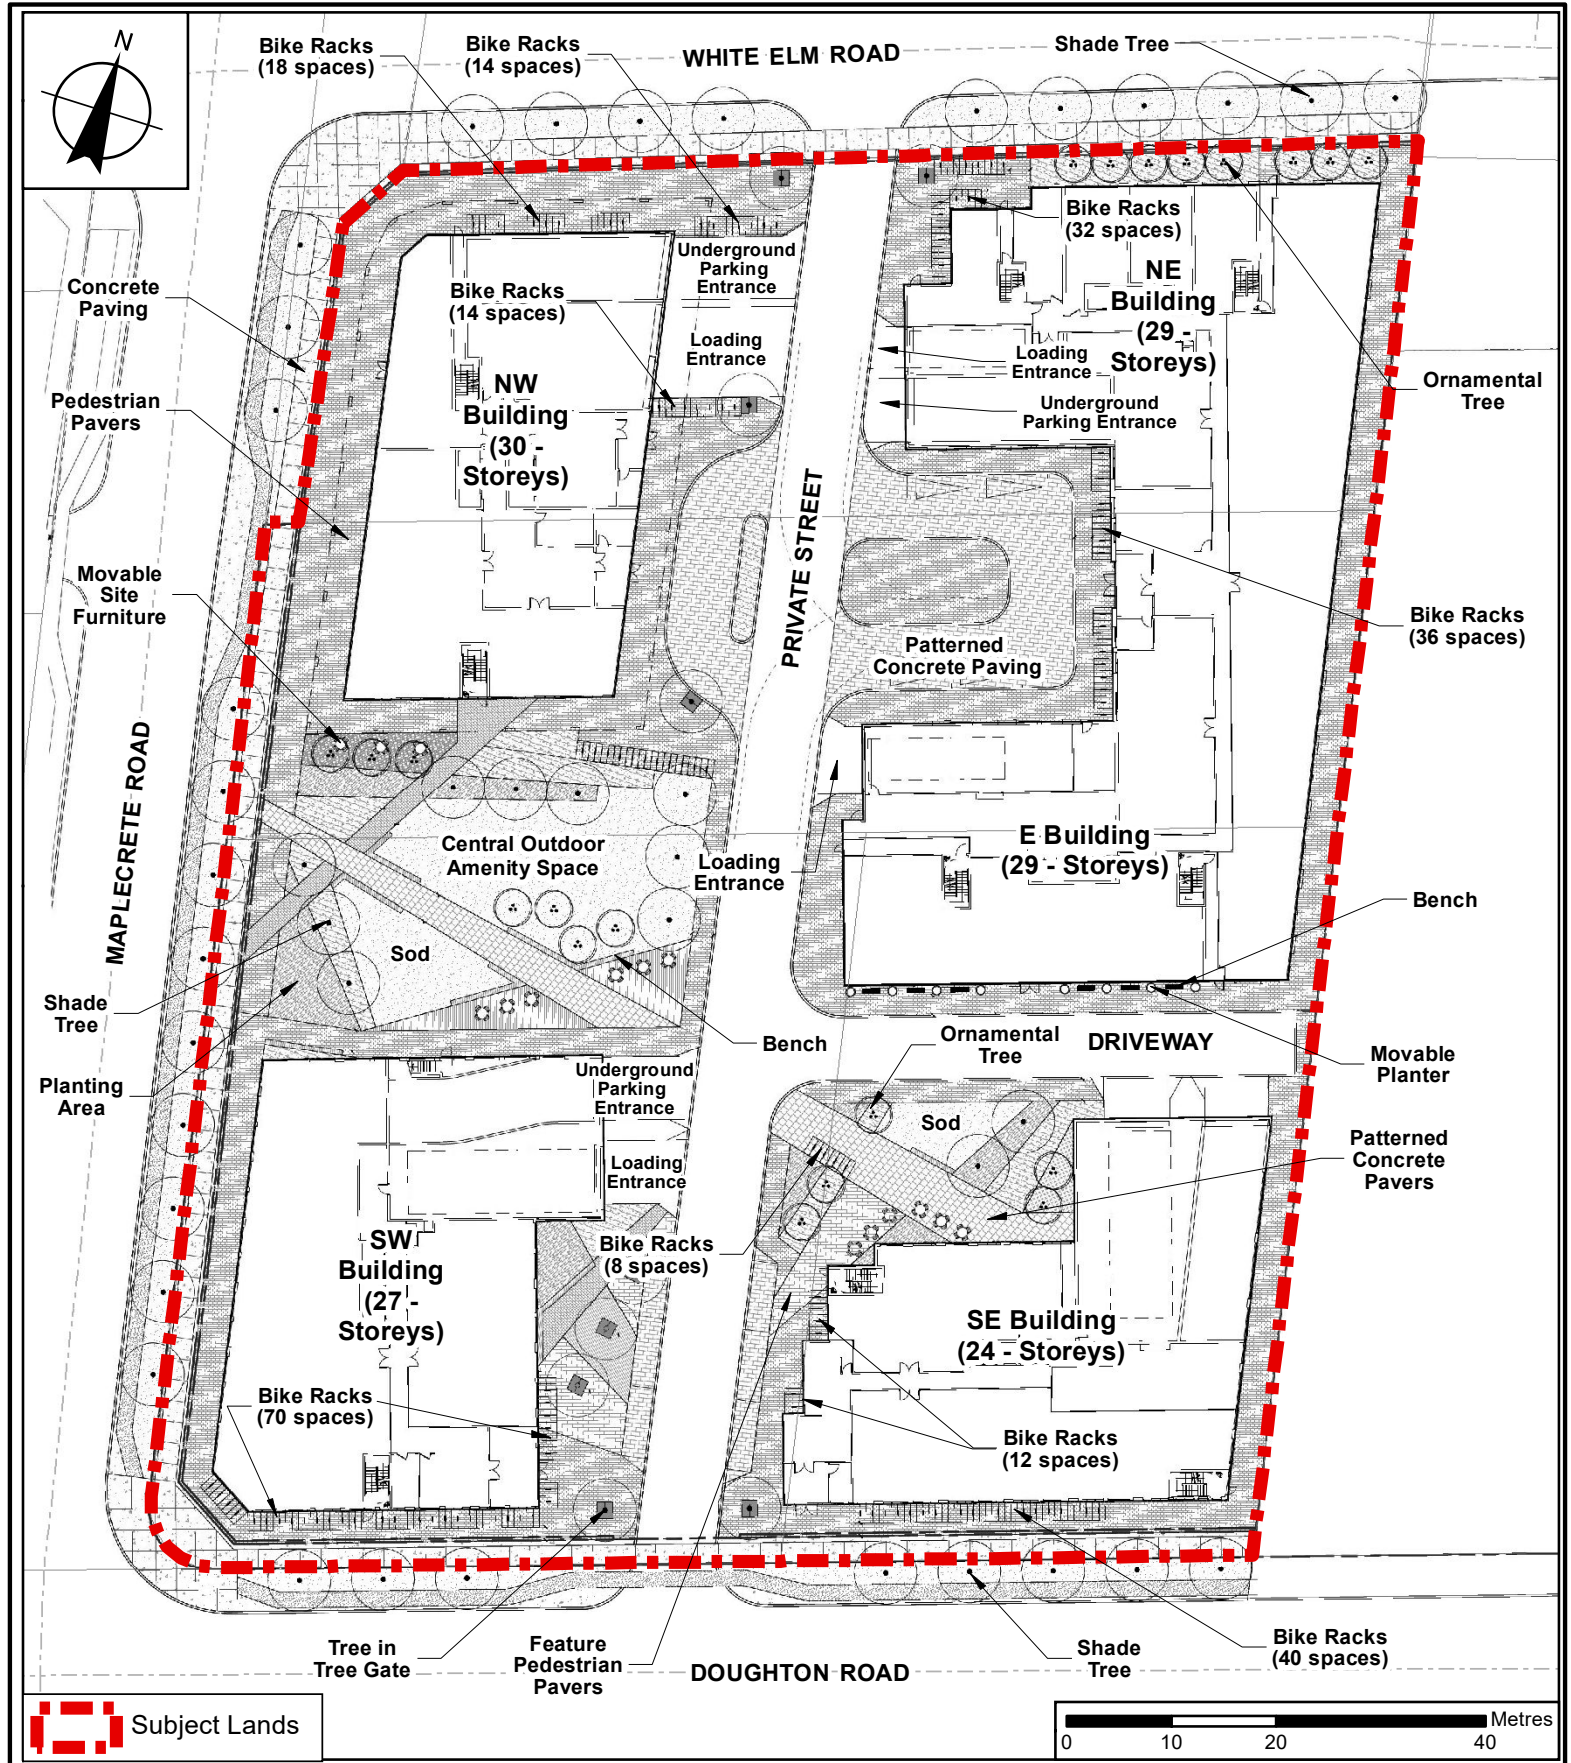 N
Bike Racks
(18 spaces)
Bike Racks
(14 spaces)
WHITE ELM ROAD
Shade Tree
Bike Racks
(32 spaces)
Underground
Parking
Entrance
NE
Building
(29 -
Storeys)
Concrete
Paving
Bike Racks
(14 spaces)
Loading
Entrance
Loading
Entrance
Ornamental
Tree
NW
Building
(30 -
Storeys)
Pedestrian
Pavers
Underground
Parking Entrance
PRIVATE STREET
Movable
Site
Furniture
Bike Racks
(36 spaces)
Patterned
Concrete Paving
MAPLECRETE ROAD
Central Outdoor
Amenity Space
Loading
Entrance
E Building
(29 - Storeys)
Bench
Sod
Shade
Tree
Bench
Ornamental
Tree
DRIVEWAY
Movable
Planter
Planting
Area
Underground
Parking
Entrance
Sod
Patterned
Concrete
Pavers
Loading
Entrance
SW
Building
(27 -
Storeys)
Bike Racks
(8 spaces)
SE Building
(24 - Storeys)
Bike Racks
(70 spaces)
Bike Racks
(12 spaces)
Tree in
Tree Gate
Feature
Pedestrian
Pavers
DOUGHTON ROAD
Shade
Tree
Bike Racks
(40 spaces)
Subject Lands
Metres
0 10 20 40